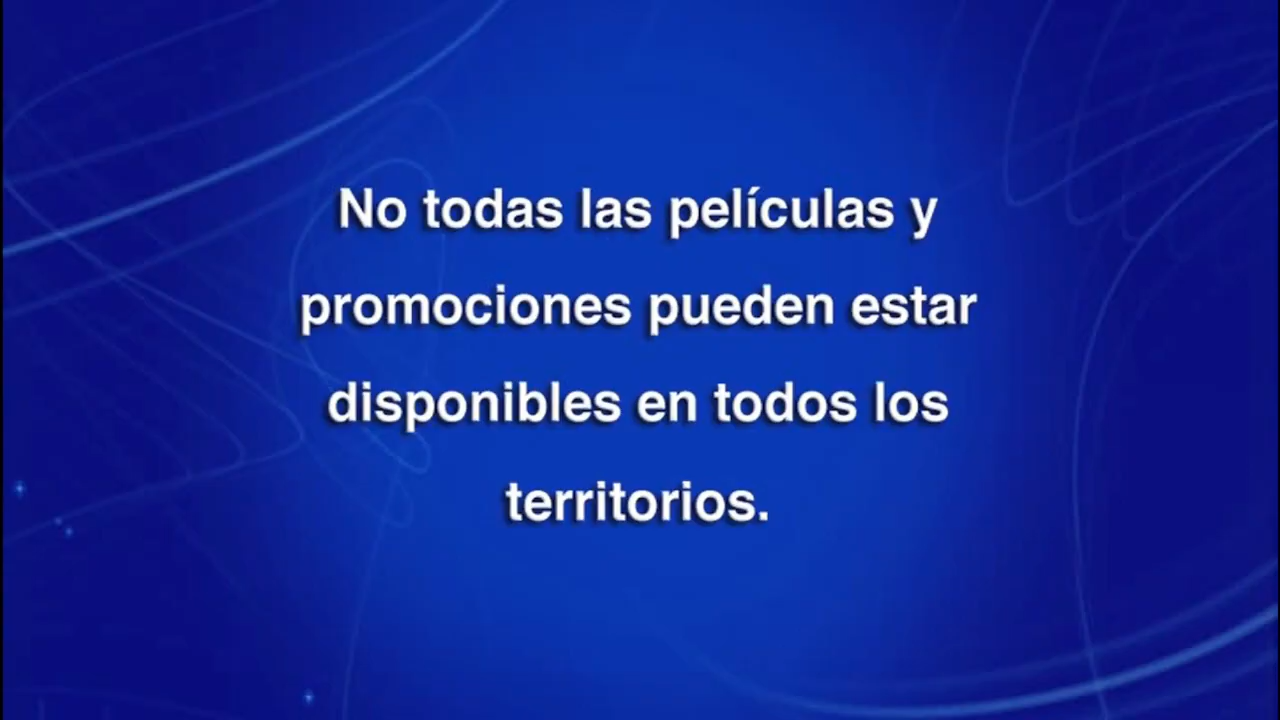 No todas las películas y
promociones pueden estar
disponibles en todos los
territorios.